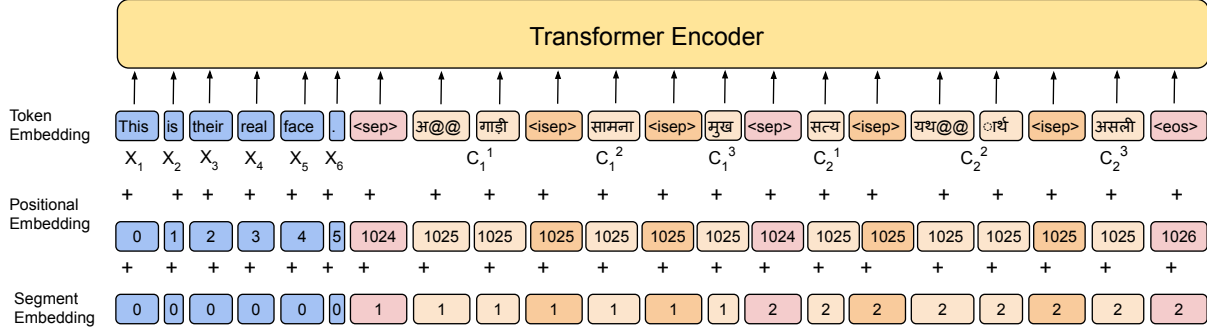 Transformer Encoder
Token Embedding This is their real face . <sep> अ@@ गाड़ी <isep> सामना <isep> मुख <sep> सत्य <isep> यथ@@ ार्थ <isep> असली <eos>
X1 X2 X3 X4 X5 X6 C1^1 C1^2 C1^3 C2^1 C2^2 C2^3
+ + + + + + + + + + + + + + + + + + + +
Positional Embedding 0 1 2 3 4 5 1024 1025 1025 1025 1025 1025 1025 1024 1025 1025 1025 1025 1025 1025 1026
+ + + + + + + + + + + + + + + + + + + +
Segment Embedding 0 0 0 0 0 0 1 1 1 1 1 1 1 2 2 2 2 2 2 2 2